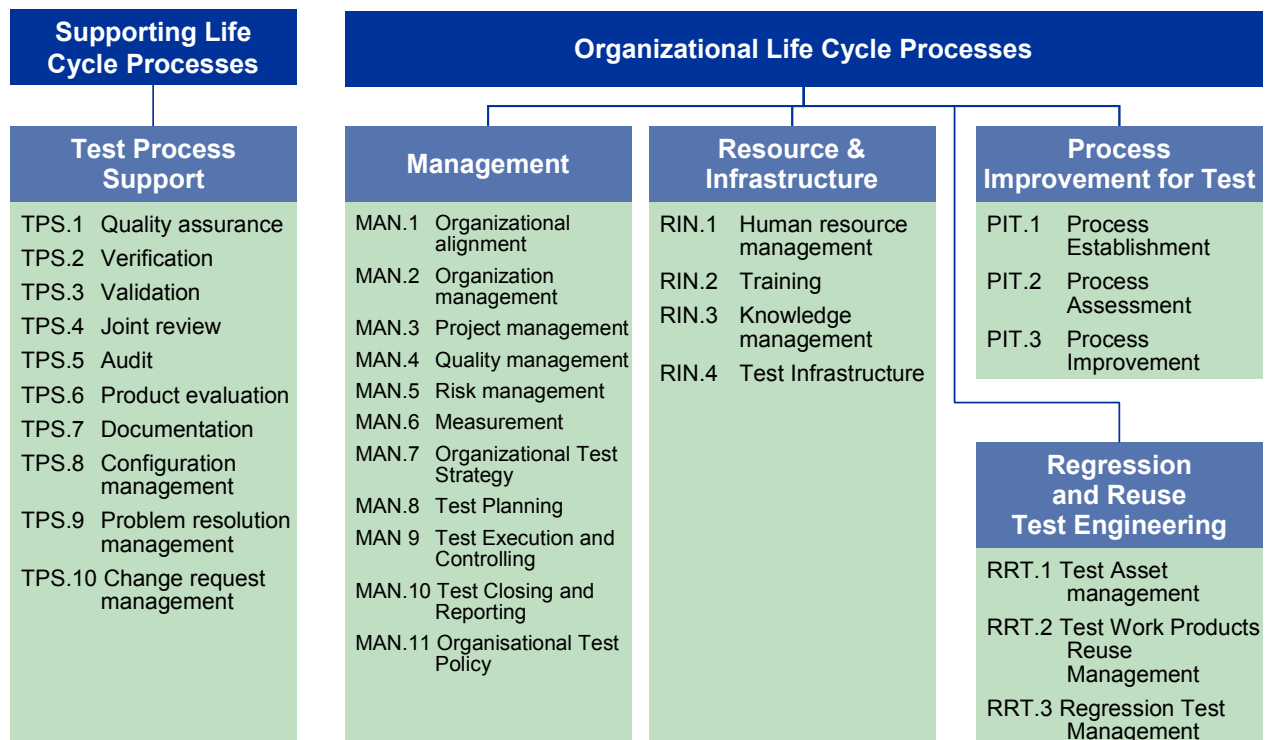 Supporting Life
Cycle Processes
Organizational Life Cycle Processes
Test Process
Support
TPS.1 Quality assurance
TPS.2 Verification
TPS.3 Validation
TPS.4 Joint review
TPS.5 Audit
TPS.6 Product evaluation
TPS.7 Documentation
TPS.8 Configuration
management
TPS.9 Problem resolution
management
TPS.10 Change request
management
Management
MAN.1 Organizational
alignment
MAN.2 Organization
management
MAN.3 Project management
MAN.4 Quality management
MAN.5 Risk management
MAN.6 Measurement
MAN.7 Organizational Test
Strategy
MAN.8 Test Planning
MAN 9 Test Execution and
Controlling
MAN.10 Test Closing and
Reporting
MAN.11 Organisational Test
Policy
Resource &
Infrastructure
RIN.1 Human resource
management
RIN.2 Training
RIN.3 Knowledge
management
RIN.4 Test Infrastructure
Process
Improvement for Test
PIT.1 Process
Establishment
PIT.2 Process
Assessment
PIT.3 Process
Improvement
Regression
and Reuse
Test Engineering
RRT.1 Test Asset
management
RRT.2 Test Work Products
Reuse
Management
RRT.3 Regression Test
Management